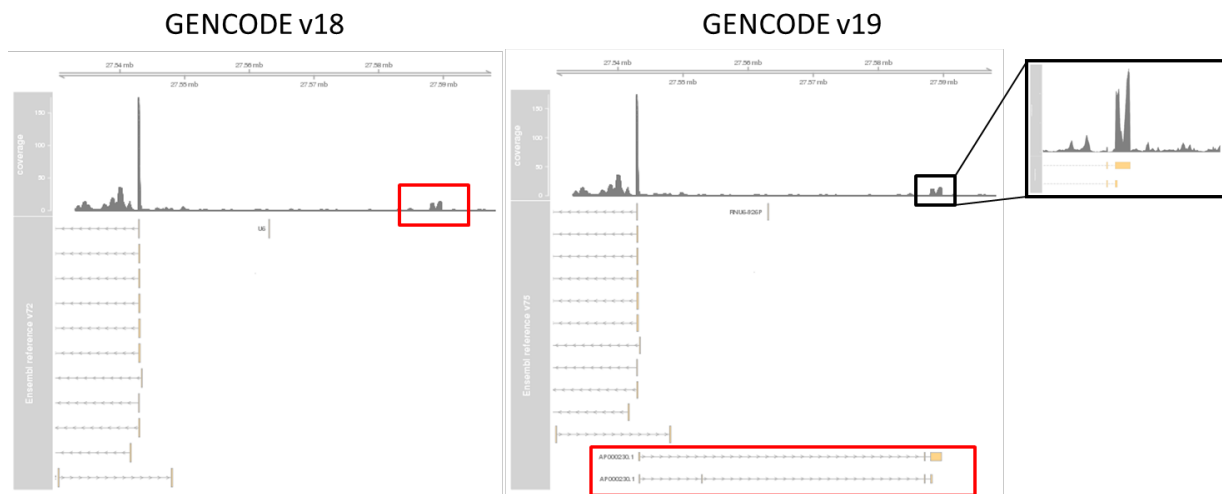 GENCODE v18
GENCODE v19
27.54 mb
27.56 mb
27.58 mb
27.55 mb
27.57 mb
27.59 mb
27.54 mb
27.56 mb
27.58 mb
27.55 mb
27.57 mb
27.59 mb
coverage
150
100
50
0
coverage
150
100
50
0
U6
RNU6-926P
Ensembl reference v72
Ensembl reference v75
AP000230.1
AP000230.1